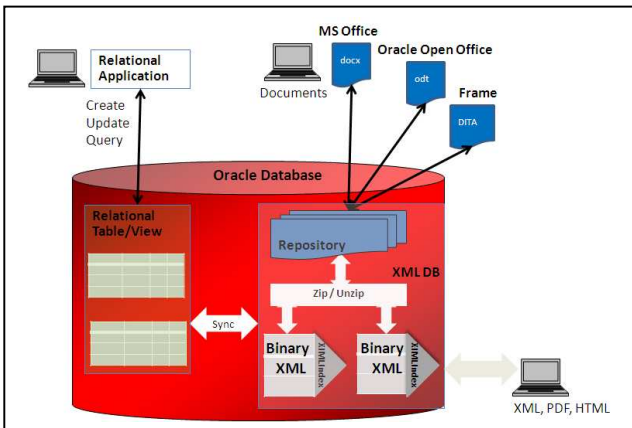 MS Office
docx
Oracle Open Office
odt
Frame
DITA
Relational
Application
Documents
Create
Update
Query
Oracle Database
Relational
Table/View
Repository
XML DB
Zip / Unzip
Sync
Binary
XML
XMLIndex
Binary
XML
XMLIndex
XML, PDF, HTML